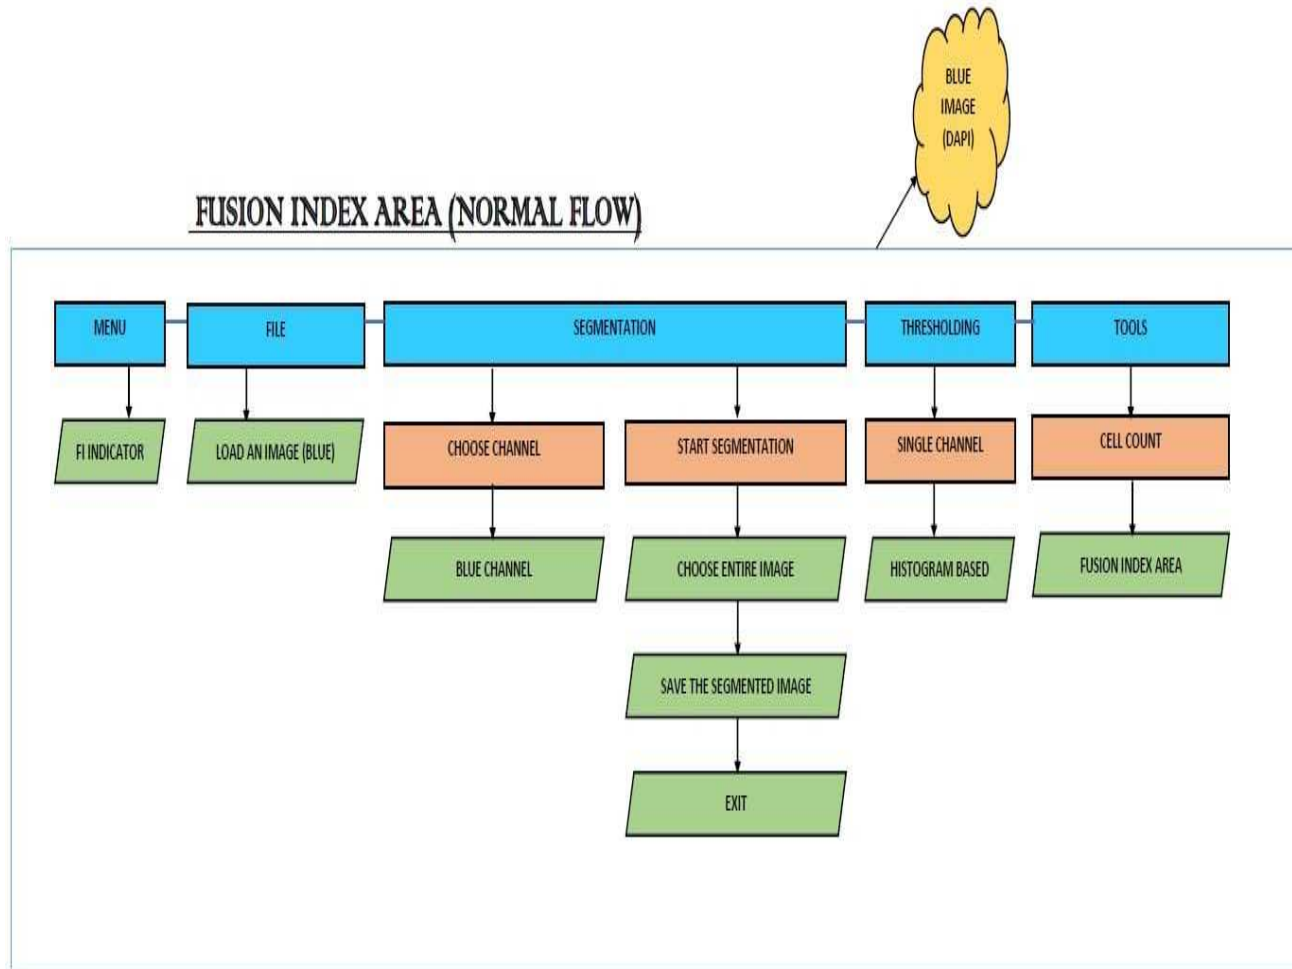 BLUE
IMAGE
(DAPI)
FUSION INDEX AREA (NORMAL FLOW)
MENU
FILE
SEGMENTATION
THRESHOLDING
TOOLS
FI INDICATOR
LOAD AN IMAGE (BLUE)
CHOOSE CHANNEL
START SEGMENTATION
SINGLE CHANNEL
CELL COUNT
BLUE CHANNEL
CHOOSE ENTIRE IMAGE
HISTOGRAM BASED
FUSION INDEX AREA
SAVE THE SEGMENTED IMAGE
EXIT